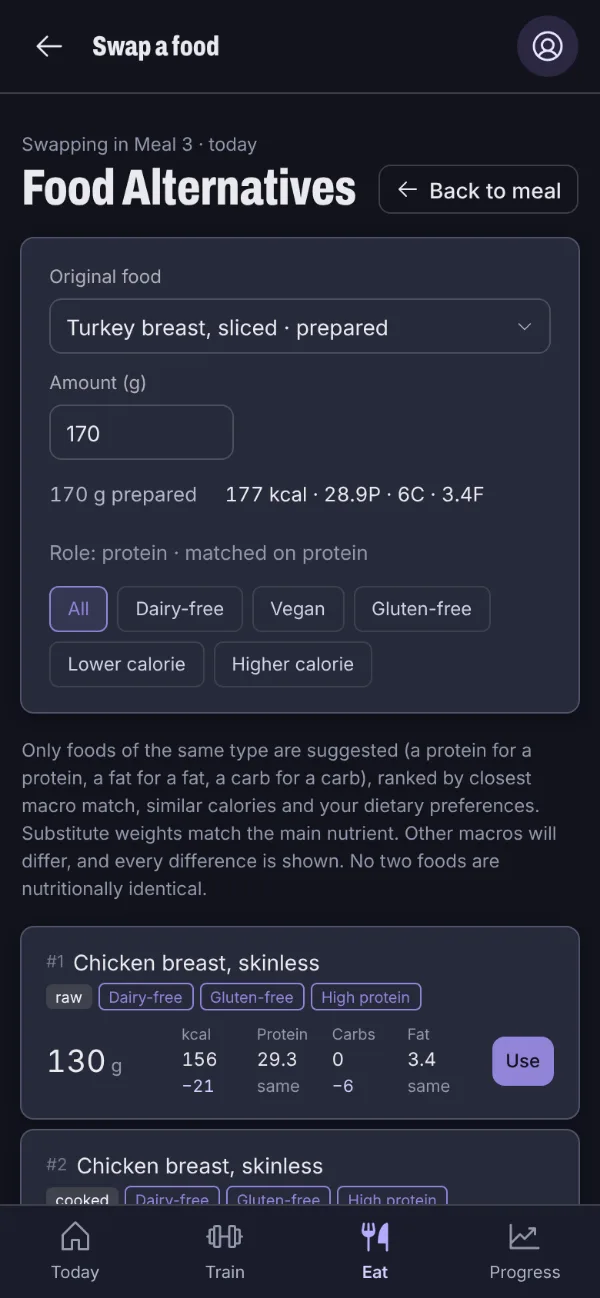 Swap a food
Swapping in Meal 3 · today
Food Alternatives
Back to meal
Original food
Turkey breast, sliced · prepared
Amount (g)
170
170 g prepared 177 kcal · 28.9P · 6C · 3.4F
Role: protein · matched on protein
All Dairy-free Vegan Gluten-free
Lower calorie Higher calorie
Only foods of the same type are suggested (a protein for a
protein, a fat for a fat, a carb for a carb), ranked by closest
macro match, similar calories and your dietary preferences.
Substitute weights match the main nutrient. Other macros will
differ, and every difference is shown. No two foods are
nutritionally identical.
#1 Chicken breast, skinless
raw Dairy-free Gluten-free High protein
kcal Protein Carbs Fat
130 g 156 29.3 0 3.4 Use
−21 same −6 same
#2 Chicken breast, skinless
cooked Dairy-free Gluten-free High protein
Today Train Eat Progress